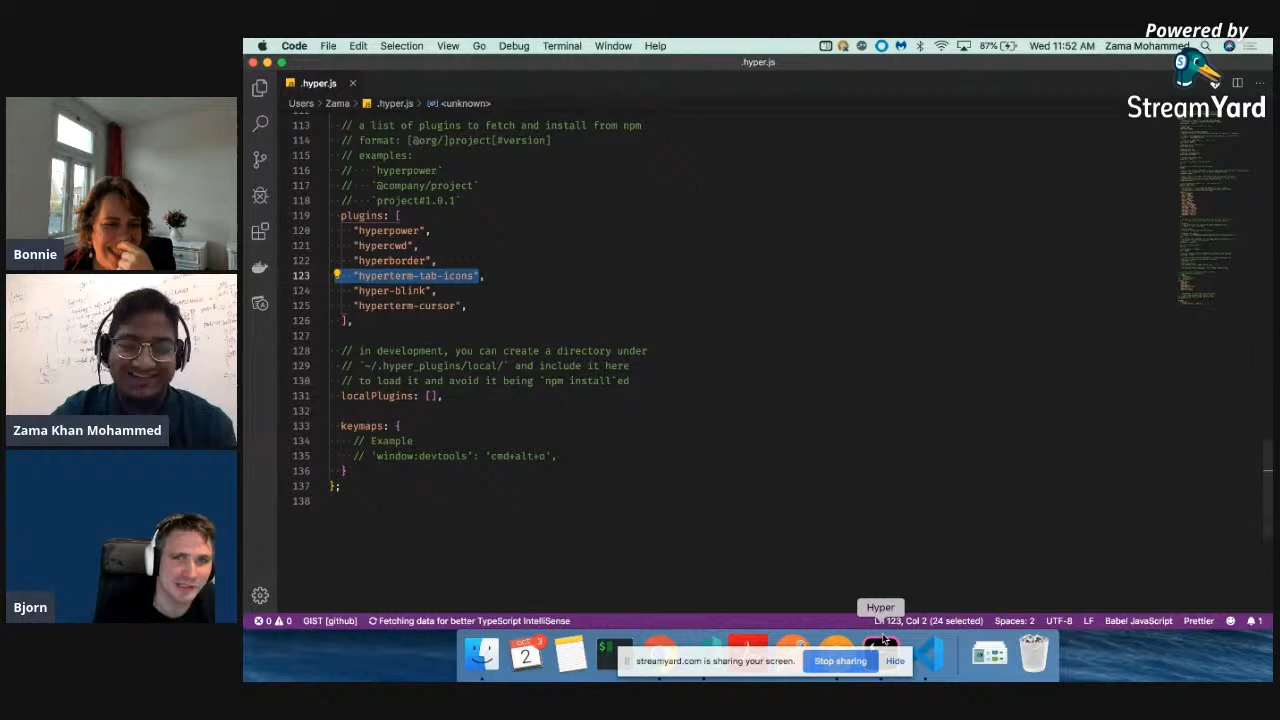 Powered by
StreamYard
Code File Edit Selection View Go Debug Terminal Window Help
87% Wed 11:52 AM Zama Mohammed
.hyper.js
.hyper.js
Users > Zama > .hyper.js > <unknown>
113 // a list of plugins to fetch and install from npm
114 // format: [@org/]project[#version]
115 // examples:
116 // `hyperpower`
117 // `@company/project`
118 // `project#1.0.1`
119 plugins: [
120 "hyperpower",
121 "hypercwd",
122 "hyperborder",
123 "hyperterm-tab-icons",
124 "hyper-blink",
125 "hyperterm-cursor",
126 ],
127
128 // in development, you can create a directory under
129 // `~/.hyper_plugins/local/` and include it here
130 // to load it and avoid it being `npm install`ed
131 localPlugins: [],
132
133 keymaps: {
134 // Example
135 // 'window:devtools': 'cmd+alt+o',
136 }
137 };
138
Bonnie
Zama Khan Mohammed
Bjorn
Hyper
0 0 GIST [github] Fetching data for better TypeScript IntelliSense Ln 123, Col 2 (24 selected) Spaces: 2 UTF-8 LF Babel JavaScript Prettier 1
OCT 3
2
$
streamyard.com is sharing your screen. Stop sharing Hide